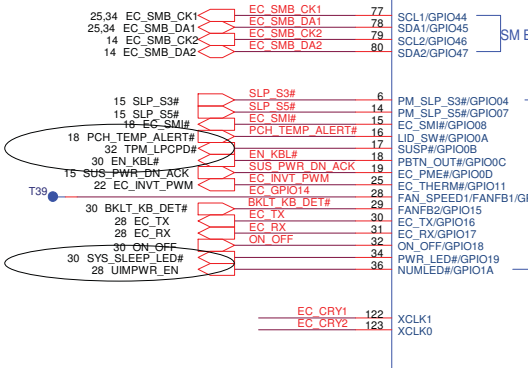 25,34 EC_SMB_CK1 EC_SMB_CK1 77 SCL1/GPIO44
25,34 EC_SMB_DA1 EC_SMB_DA1 78 SDA1/GPIO45
14 EC_SMB_CK2 EC_SMB_CK2 79 SCL2/GPIO46
14 EC_SMB_DA2 EC_SMB_DA2 80 SDA2/GPIO47
SM B
15 SLP_S3# SLP_S3# 6 PM_SLP_S3#/GPIO04
15 SLP_S5# SLP_S5# 14 PM_SLP_S5#/GPIO07
18 EC_SMI# EC_SMI# 15 EC_SMI#/GPIO08
18 PCH_TEMP_ALERT# PCH_TEMP_ALERT# 16 LID_SW#/GPIO0A
32 TPM_LPCPD# 17 SUSP#/GPIO0B
30 EN_KBL# EN_KBL# 18 PBTN_OUT#/GPIO0C
15 SUS_PWR_DN_ACK SUS_PWR_DN_ACK 19 EC_PME#/GPIO0D
22 EC_INVT_PWM EC_INVT_PWM 25 EC_THERM#/GPIO11
T39 EC_GPIO14 28 FAN_SPEED1/FANFB1/GP
30 BKLT_KB_DET# BKLT_KB_DET# 29 FANFB2/GPIO15
28 EC_TX EC_TX 30 EC_TX/GPIO16
28 EC_RX EC_RX 31 EC_RX/GPIO17
30 ON_OFF ON_OFF 32 ON_OFF/GPIO18
30 SYS_SLEEP_LED# 34 PWR_LED#/GPIO19
28 UIMPWR_EN 36 NUMLED#/GPIO1A
EC_CRY1 122 XCLK1
EC_CRY2 123 XCLK0